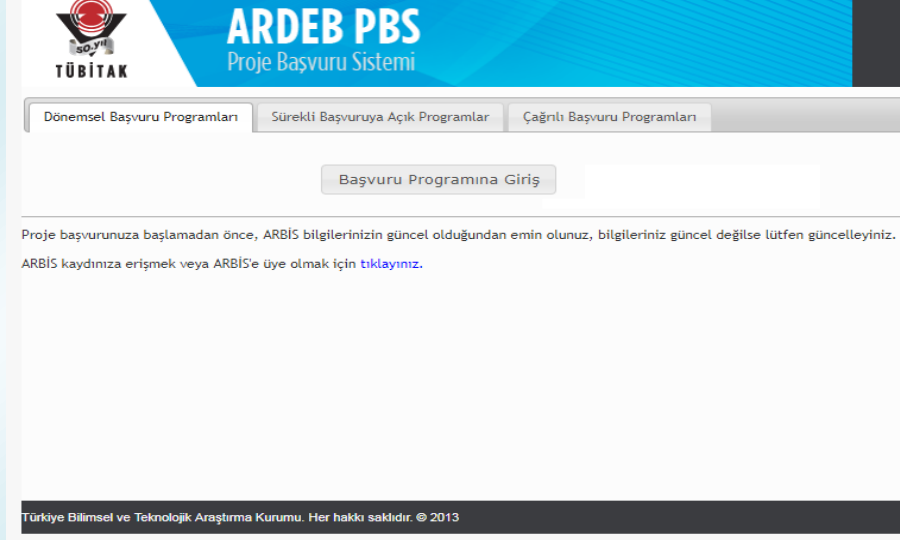 50.yıl
TÜBİTAK
ARDEB PBS
Proje Başvuru Sistemi
Dönemsel Başvuru Programları
Sürekli Başvuruya Açık Programlar
Çağrılı Başvuru Programları
Başvuru Programına Giriş
Proje başvurunuza başlamadan önce, ARBİS bilgilerinizin güncel olduğundan emin olunuz, bilgileriniz güncel değilse lütfen güncelleyiniz.
ARBİS kaydınıza erişmek veya ARBİS'e üye olmak için tıklayınız.
Türkiye Bilimsel ve Teknolojik Araştırma Kurumu. Her hakkı saklıdır. © 2013